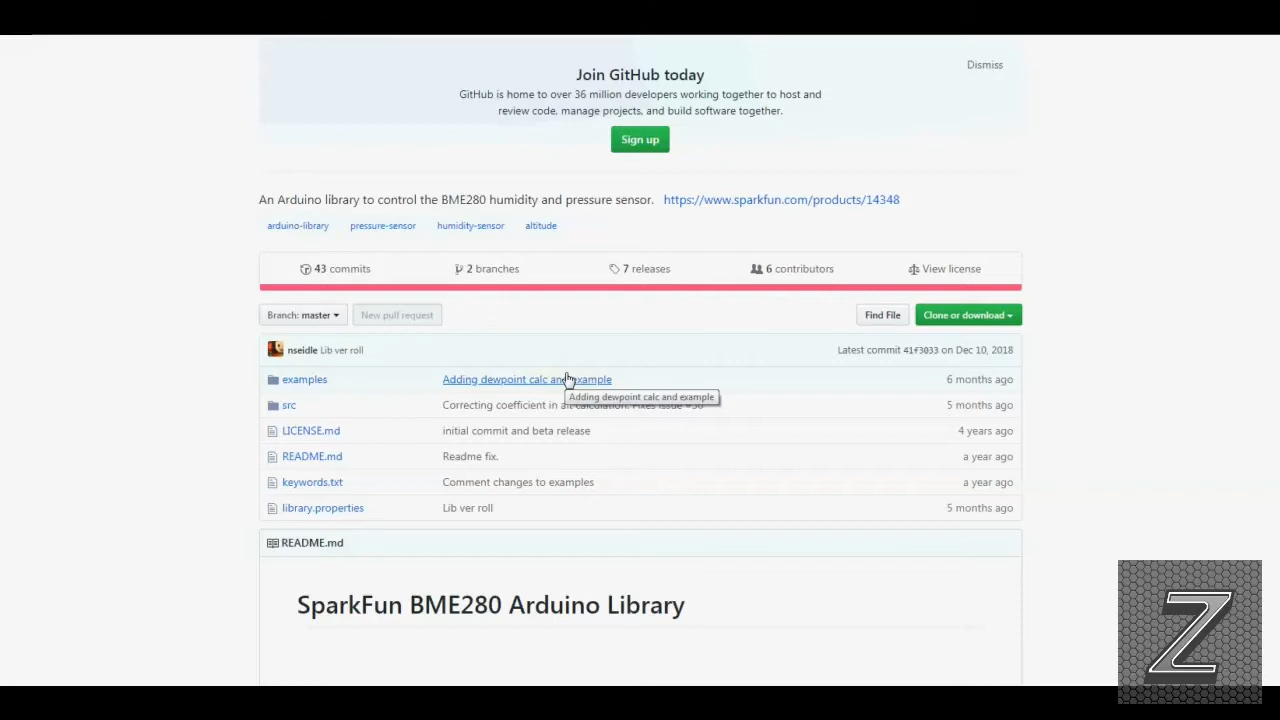 Join GitHub today
Dismiss
GitHub is home to over 36 million developers working together to host and
review code, manage projects, and build software together.
Sign up
An Arduino library to control the BME280 humidity and pressure sensor. https://www.sparkfun.com/products/14348
arduino-library pressure-sensor humidity-sensor altitude
43 commits 2 branches 7 releases 6 contributors View license
Branch: master New pull request Find File Clone or download
nseidle Lib ver roll Latest commit 41f3033 on Dec 10, 2018
examples Adding dewpoint calc and example 6 months ago
Adding dewpoint calc and example
src Correcting coefficient in calculation. 5 months ago
LICENSE.md initial commit and beta release 4 years ago
README.md Readme fix. a year ago
keywords.txt Comment changes to examples a year ago
library.properties Lib ver roll 5 months ago
README.md
SparkFun BME280 Arduino Library
Z